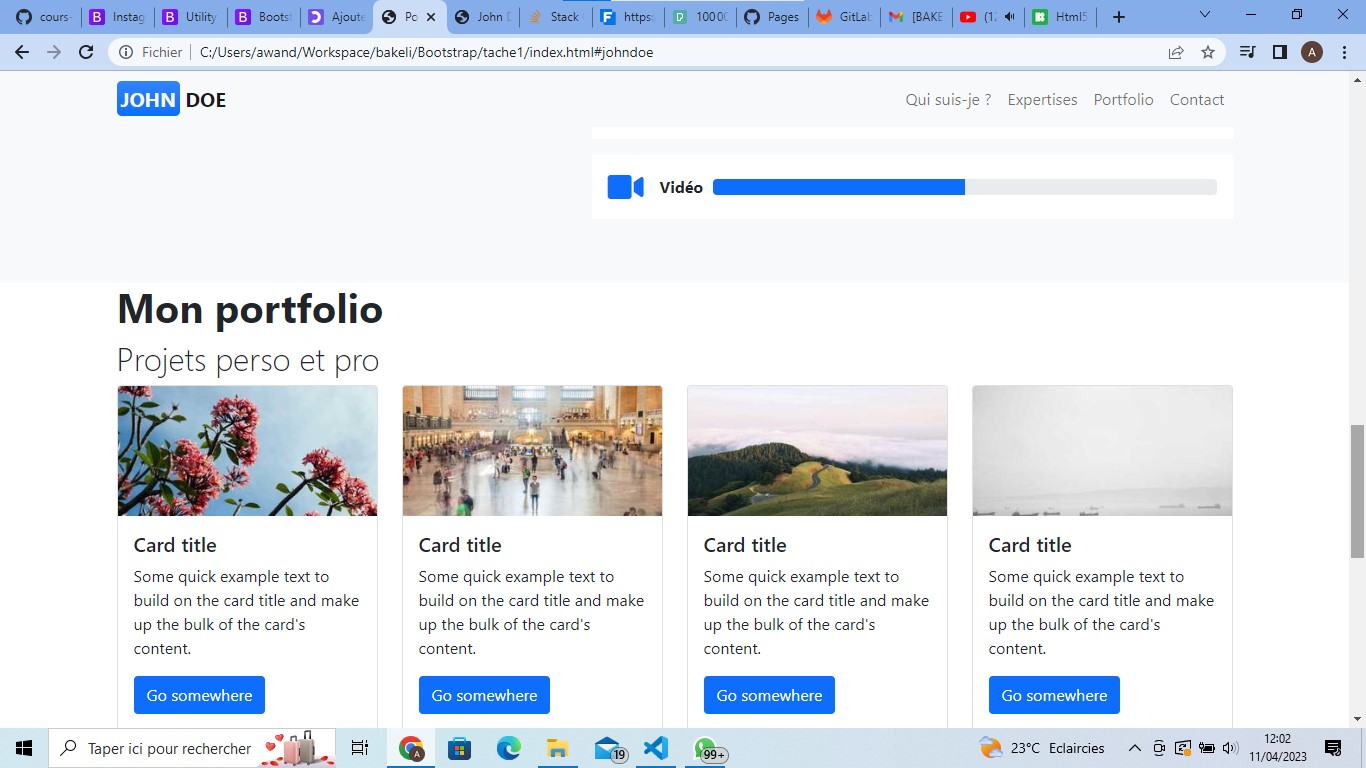 cours-
Instag
Utility
Bootst
Ajoute
Po
John D
Stack
https:
10000
Pages
GitLab
[BAKE
(12
Html5
Fichier C:/Users/awand/Workspace/bakeli/Bootstrap/tache1/index.html#johndoe
A
JOHN DOE
Qui suis-je ? Expertises Portfolio Contact
Vidéo
Mon portfolio
Projets perso et pro
Card title
Some quick example text to
build on the card title and make
up the bulk of the card's
content.
Go somewhere
Card title
Some quick example text to
build on the card title and make
up the bulk of the card's
content.
Go somewhere
Card title
Some quick example text to
build on the card title and make
up the bulk of the card's
content.
Go somewhere
Card title
Some quick example text to
build on the card title and make
up the bulk of the card's
content.
Go somewhere
Taper ici pour rechercher
A
19
99+
23°C Eclaircies
12:02
11/04/2023